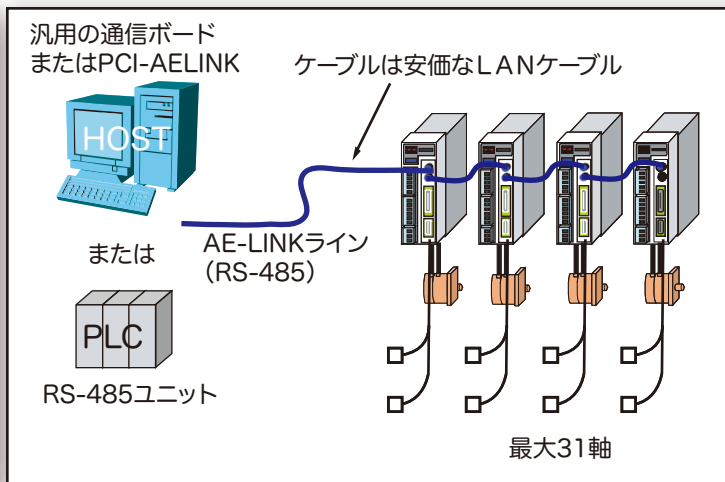 汎用の通信ボード
またはPCI-AELINK
ケーブルは安価なLANケーブル
HOST
または
AE-LINKライン
（RS-485）
PLC
RS-485ユニット
最大31軸